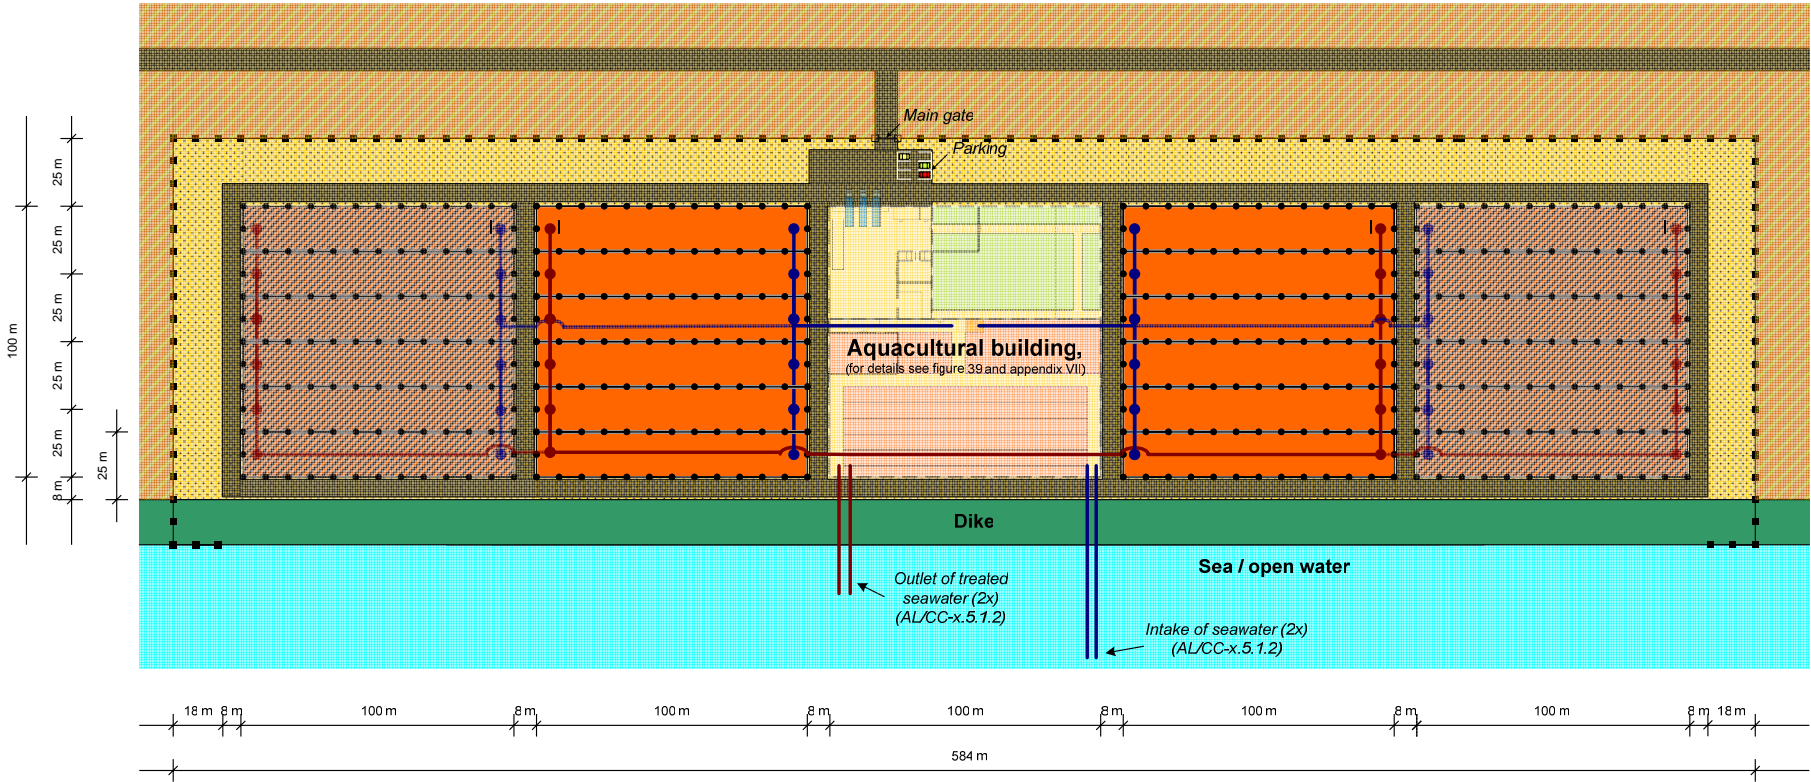 Main gate
Parking
25 m
25 m
25 m
25 m
25 m
25 m
8 m
100 m
Aquacultural building,
(for details see figure 39 and appendix VII)
Dike
Sea / open water
Outlet of treated
seawater (2x)
(AL/CC-x.5.1.2)
Intake of seawater (2x)
(AL/CC-x.5.1.2)
18 m 8 m 100 m 8 m 100 m 8 m 100 m 8 m 100 m 8 m 100 m 8 m 18 m
584 m